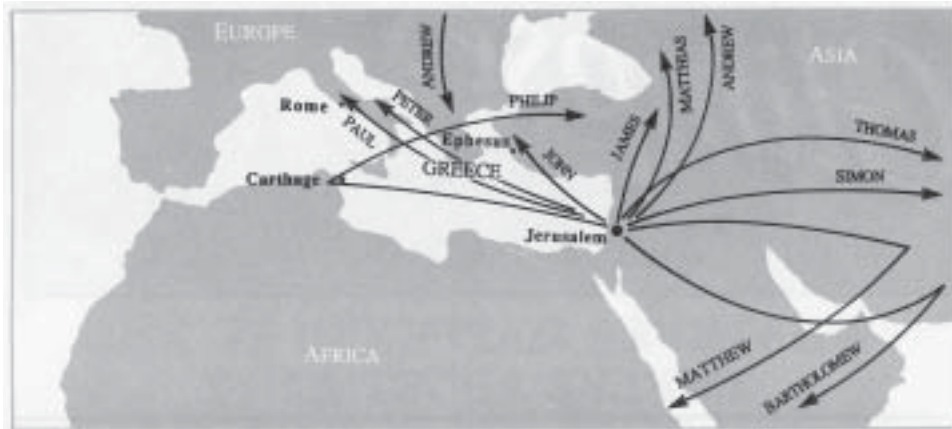 EUROPE
ANDREW
MATTHIAS
ANDREW
ASIA
Rome
PETER
PHILIP
PAUL
JAMES
THOMAS
Ephesus
JOHN
GREECE
Carthage
SIMON
Jerusalem
AFRICA
MATTHEW
BARTHOLOMEW